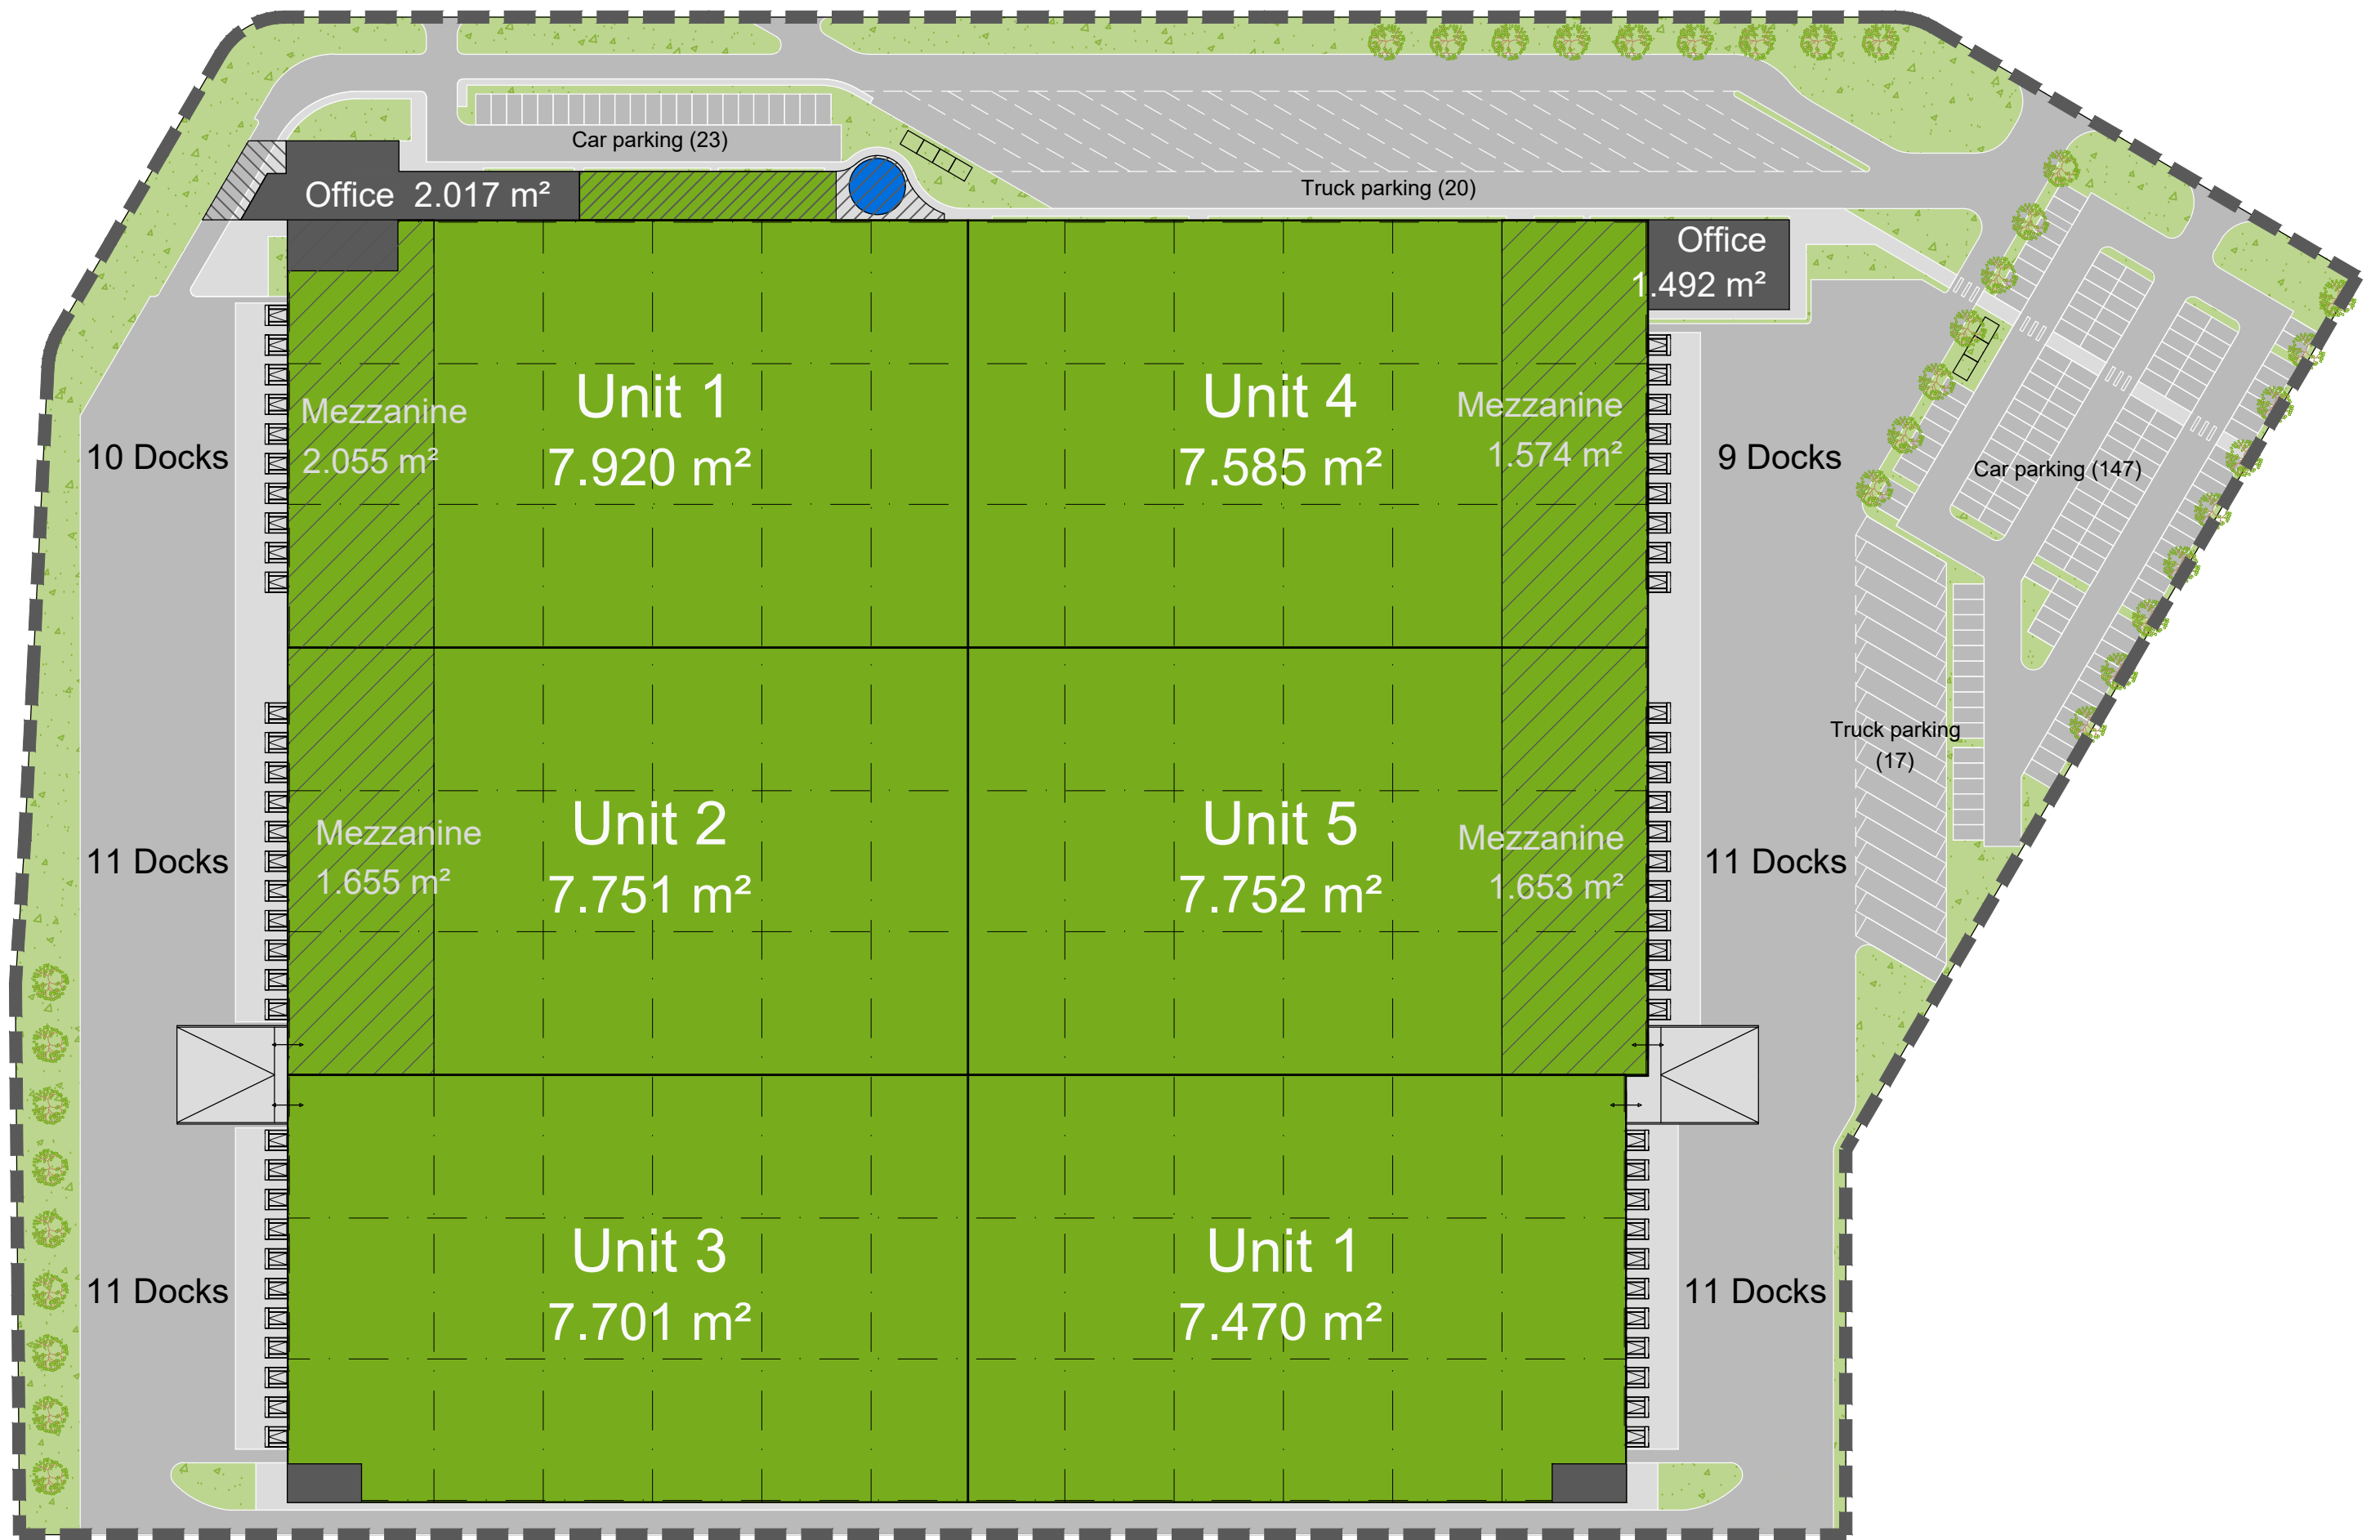 Car parking (23)
Office 2.017 m²
Truck parking (20)
Office
1.492 m²
Unit 1
7.920 m²
Mezzanine
2.055 m²
10 Docks
Unit 4
7.585 m²
Mezzanine
1.574 m²
9 Docks
Car parking (147)
Truck parking
(17)
Unit 2
7.751 m²
Mezzanine
1.655 m²
11 Docks
Unit 5
7.752 m²
Mezzanine
1.653 m²
11 Docks
Unit 3
7.701 m²
11 Docks
Unit 1
7.470 m²
11 Docks